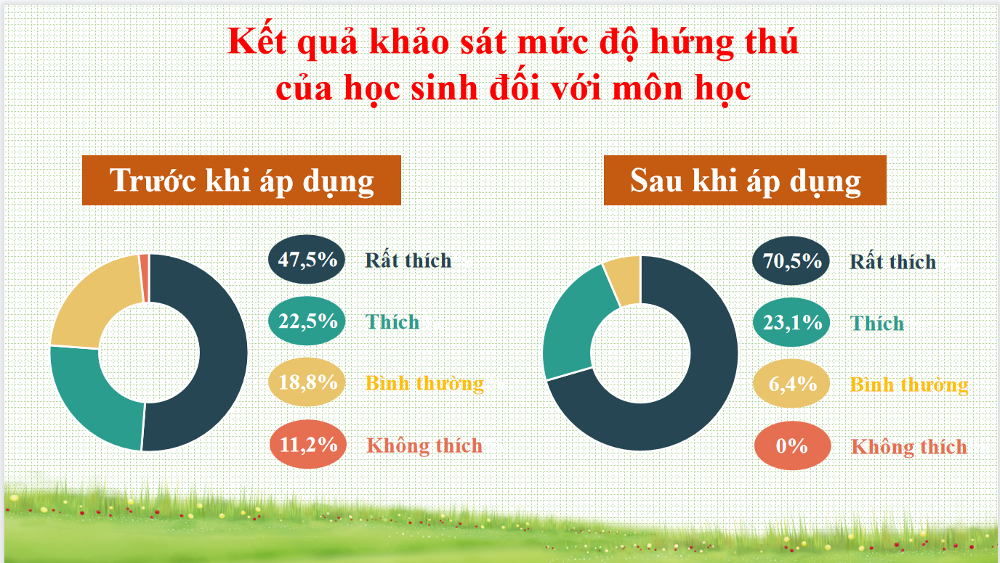 Kết quả khảo sát mức độ hứng thú
của học sinh đối với môn học
Trước khi áp dụng
47,5% Rất thích
22,5% Thích
18,8% Bình thường
11,2% Không thích
Sau khi áp dụng
70,5% Rất thích
23,1% Thích
6,4% Bình thường
0% Không thích